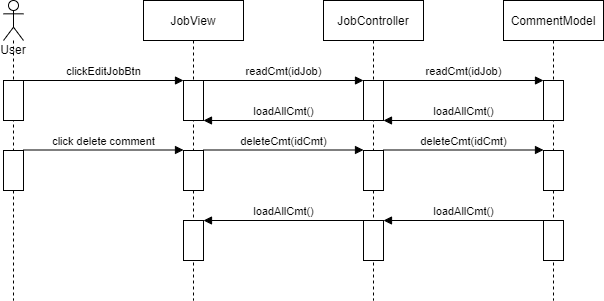 JobView
JobController
CommentModel
User
clickEditJobBtn
readCmt(idJob)
readCmt(idJob)
loadAllCmt()
loadAllCmt()
click delete comment
deleteCmt(idCmt)
deleteCmt(idCmt)
loadAllCmt()
loadAllCmt()